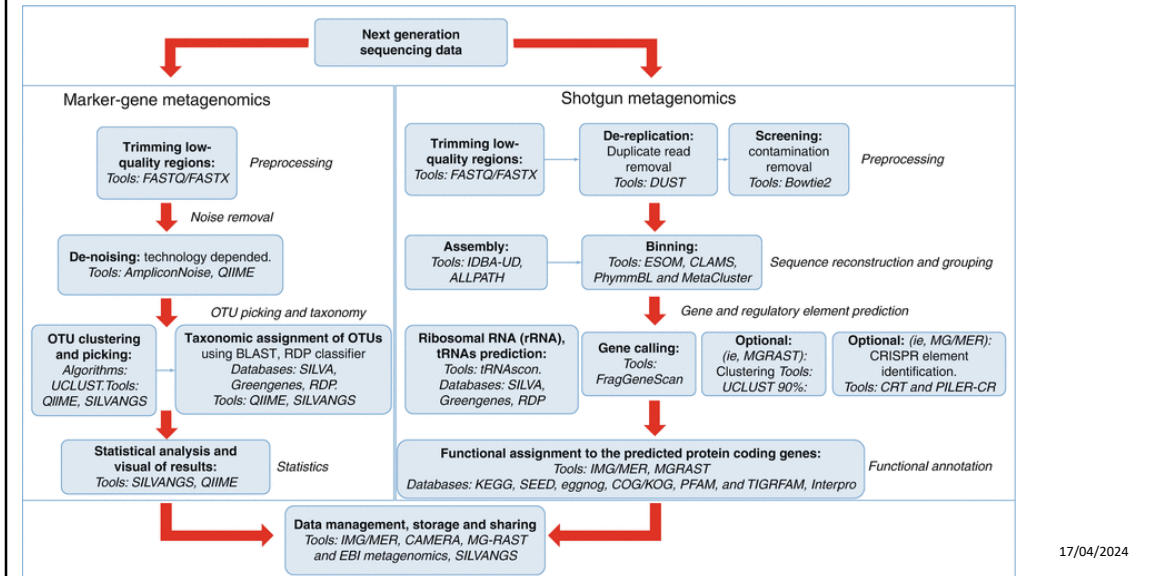 Next generation
sequencing data
Marker-gene metagenomics
Trimming low-
quality regions:
Tools: FASTQ/FASTX
Preprocessing
Noise removal
De-noising: technology depended.
Tools: AmpliconNoise, QIIME
OTU picking and taxonomy
OTU clustering
and picking:
Algorithms:
UCLUST.Tools:
QIIME, SILVANGS
Taxonomic assignment of OTUs
using BLAST, RDP classifier
Databases: SILVA,
Greengenes, RDP.
Tools: QIIME, SILVANGS
Statistical analysis and
visual of results:
Tools: SILVANGS, QIIME
Statistics
Shotgun metagenomics
Trimming low-
quality regions:
Tools: FASTQ/FASTX
De-replication:
Duplicate read
removal
Tools: DUST
Screening:
contamination
removal
Tools: Bowtie2
Preprocessing
Assembly:
Tools: IDBA-UD,
ALLPATH
Binning:
Tools: ESOM, CLAMS,
PhymmBL and MetaCluster
Sequence reconstruction and grouping
Gene and regulatory element prediction
Ribosomal RNA (rRNA),
tRNAs prediction:
Tools: tRNAscon.
Databases: SILVA,
Greengenes, RDP
Gene calling:
Tools:
FragGeneScan
Optional:
(ie, MGRAST):
Clustering Tools:
UCLUST 90%:
Optional: (ie, MG/MER):
CRISPR element
identification.
Tools: CRT and PILER-CR
Functional assignment to the predicted protein coding genes:
Tools: IMG/MER, MGRAST
Databases: KEGG, SEED, eggnog, COG/KOG, PFAM, and TIGRFAM, Interpro
Functional annotation
Data management, storage and sharing
Tools: IMG/MER, CAMERA, MG-RAST
and EBI metagenomics, SILVANGS
17/04/2024